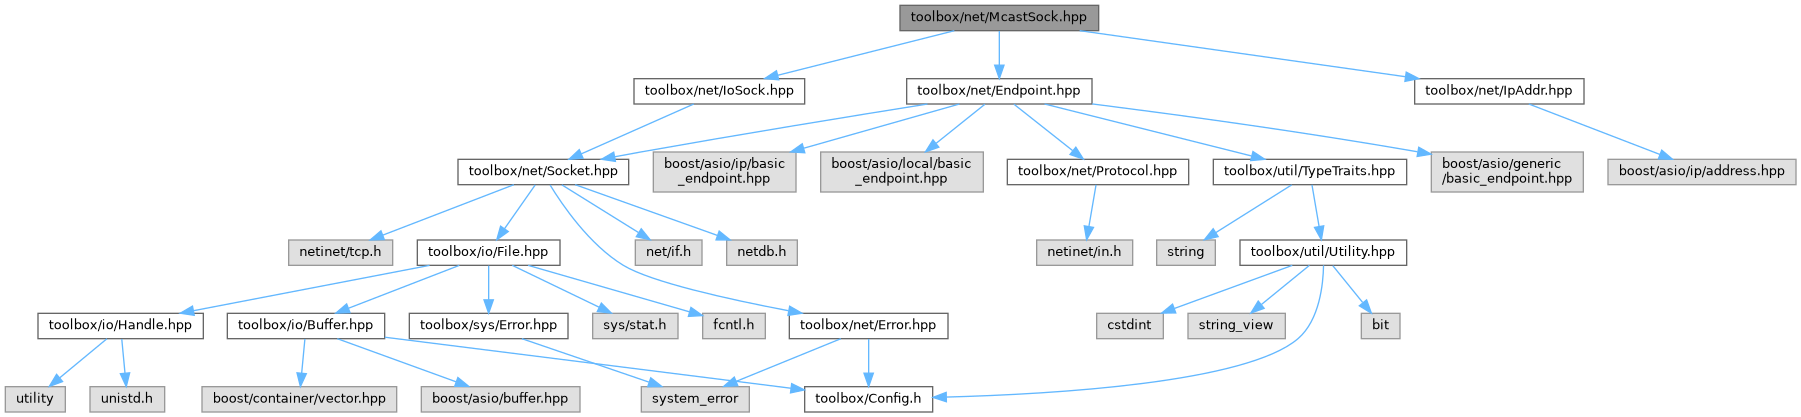 toolbox/net/McastSock.hpp
toolbox/net/IoSock.hpp
toolbox/net/Endpoint.hpp
toolbox/net/IpAddr.hpp
toolbox/net/Socket.hpp
boost/asio/ip/basic
_endpoint.hpp
boost/asio/local/basic
_endpoint.hpp
toolbox/net/Protocol.hpp
toolbox/util/TypeTraits.hpp
boost/asio/generic
/basic_endpoint.hpp
boost/asio/ip/address.hpp
netinet/tcp.h
toolbox/io/File.hpp
net/if.h
netdb.h
netinet/in.h
string
toolbox/util/Utility.hpp
toolbox/io/Handle.hpp
toolbox/io/Buffer.hpp
toolbox/sys/Error.hpp
sys/stat.h
fcntl.h
toolbox/net/Error.hpp
cstdint
string_view
bit
utility
unistd.h
boost/container/vector.hpp
boost/asio/buffer.hpp
system_error
toolbox/Config.h